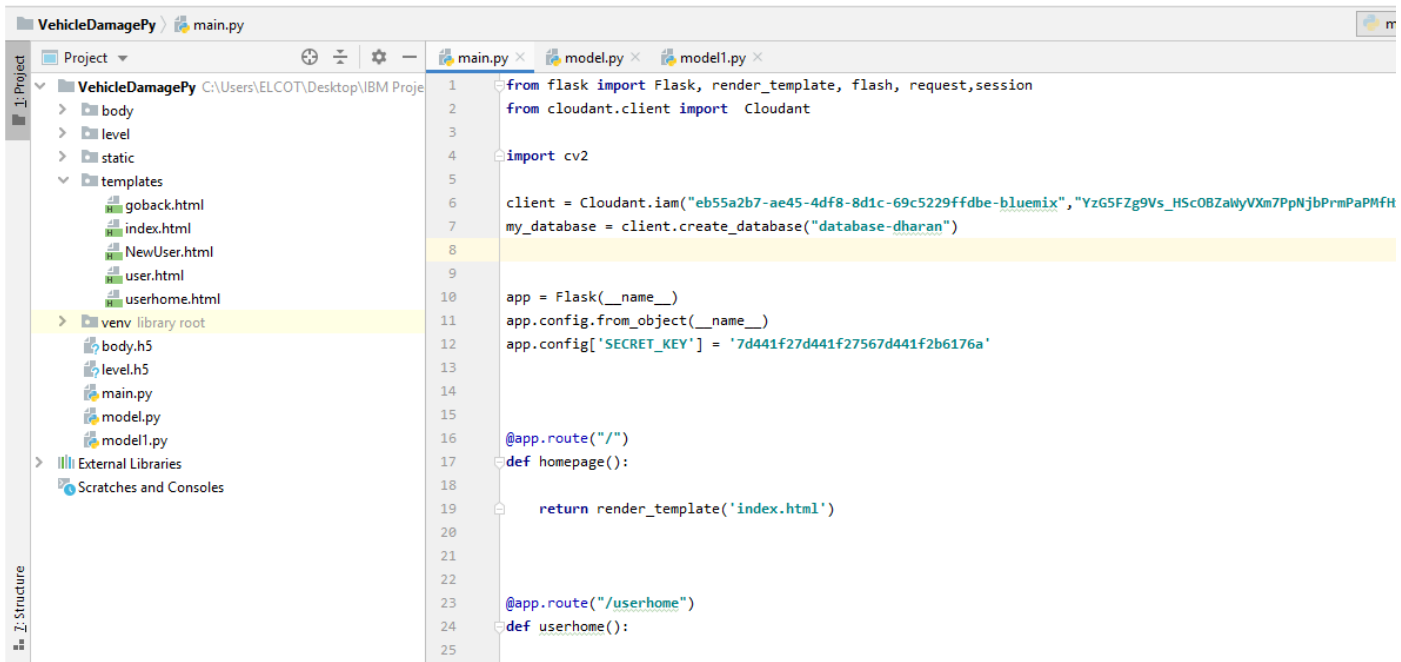 VehicleDamagePy main.py
m
1: Project
Project
main.py model.py model1.py
VehicleDamagePy C:\Users\ELCOT\Desktop\IBM Proje
body
level
static
templates
goback.html
index.html
NewUser.html
user.html
userhome.html
venv library root
body.h5
level.h5
main.py
model.py
model1.py
External Libraries
Scratches and Consoles
7: Structure
1 from flask import Flask, render_template, flash, request,session
2 from cloudant.client import  Cloudant
3
4 import cv2
5
6 client = Cloudant.iam("eb55a2b7-ae45-4df8-8d1c-69c5229ffdbe-bluemix","YzG5FZg9Vs_HScOBZaWyVXm7PpNjbPrmPaPMfH
7 my_database = client.create_database("database-dharan")
8
9
10 app = Flask(__name__)
11 app.config.from_object(__name__)
12 app.config['SECRET_KEY'] = '7d441f27d441f27567d441f2b6176a'
13
14
15
16 @app.route("/")
17 def homepage():
18
19     return render_template('index.html')
20
21
22
23 @app.route("/userhome")
24 def userhome():
25